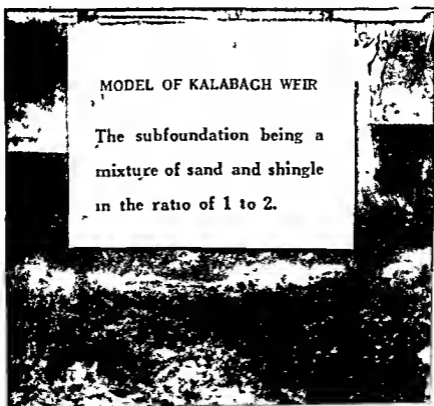 MODEL OF KALABAGH WEIR
The subfoundation being a
mixture of sand and shingle
in the ratio of 1 to 2.